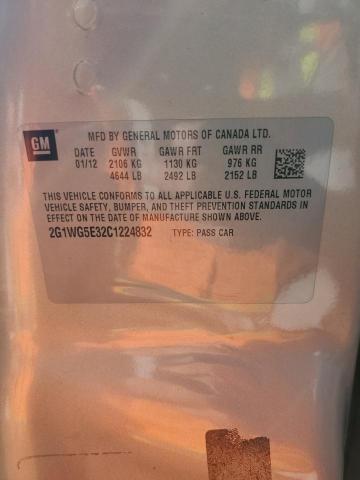 GM
MFD BY GENERAL MOTORS OF CANADA LTD.
DATE GVWR GAWR FRT GAWR RR
01/12 2106 KG 1130 KG 976 KG
4644 LB 2492 LB 2152 LB
THIS VEHICLE CONFORMS TO ALL APPLICABLE U.S. FEDERAL MOTOR
VEHICLE SAFETY, BUMPER, AND THEFT PREVENTION STANDARDS IN
EFFECT ON THE DATE OF MANUFACTURE SHOWN ABOVE.
2G1WG5E32C1224832 TYPE: PASS CAR